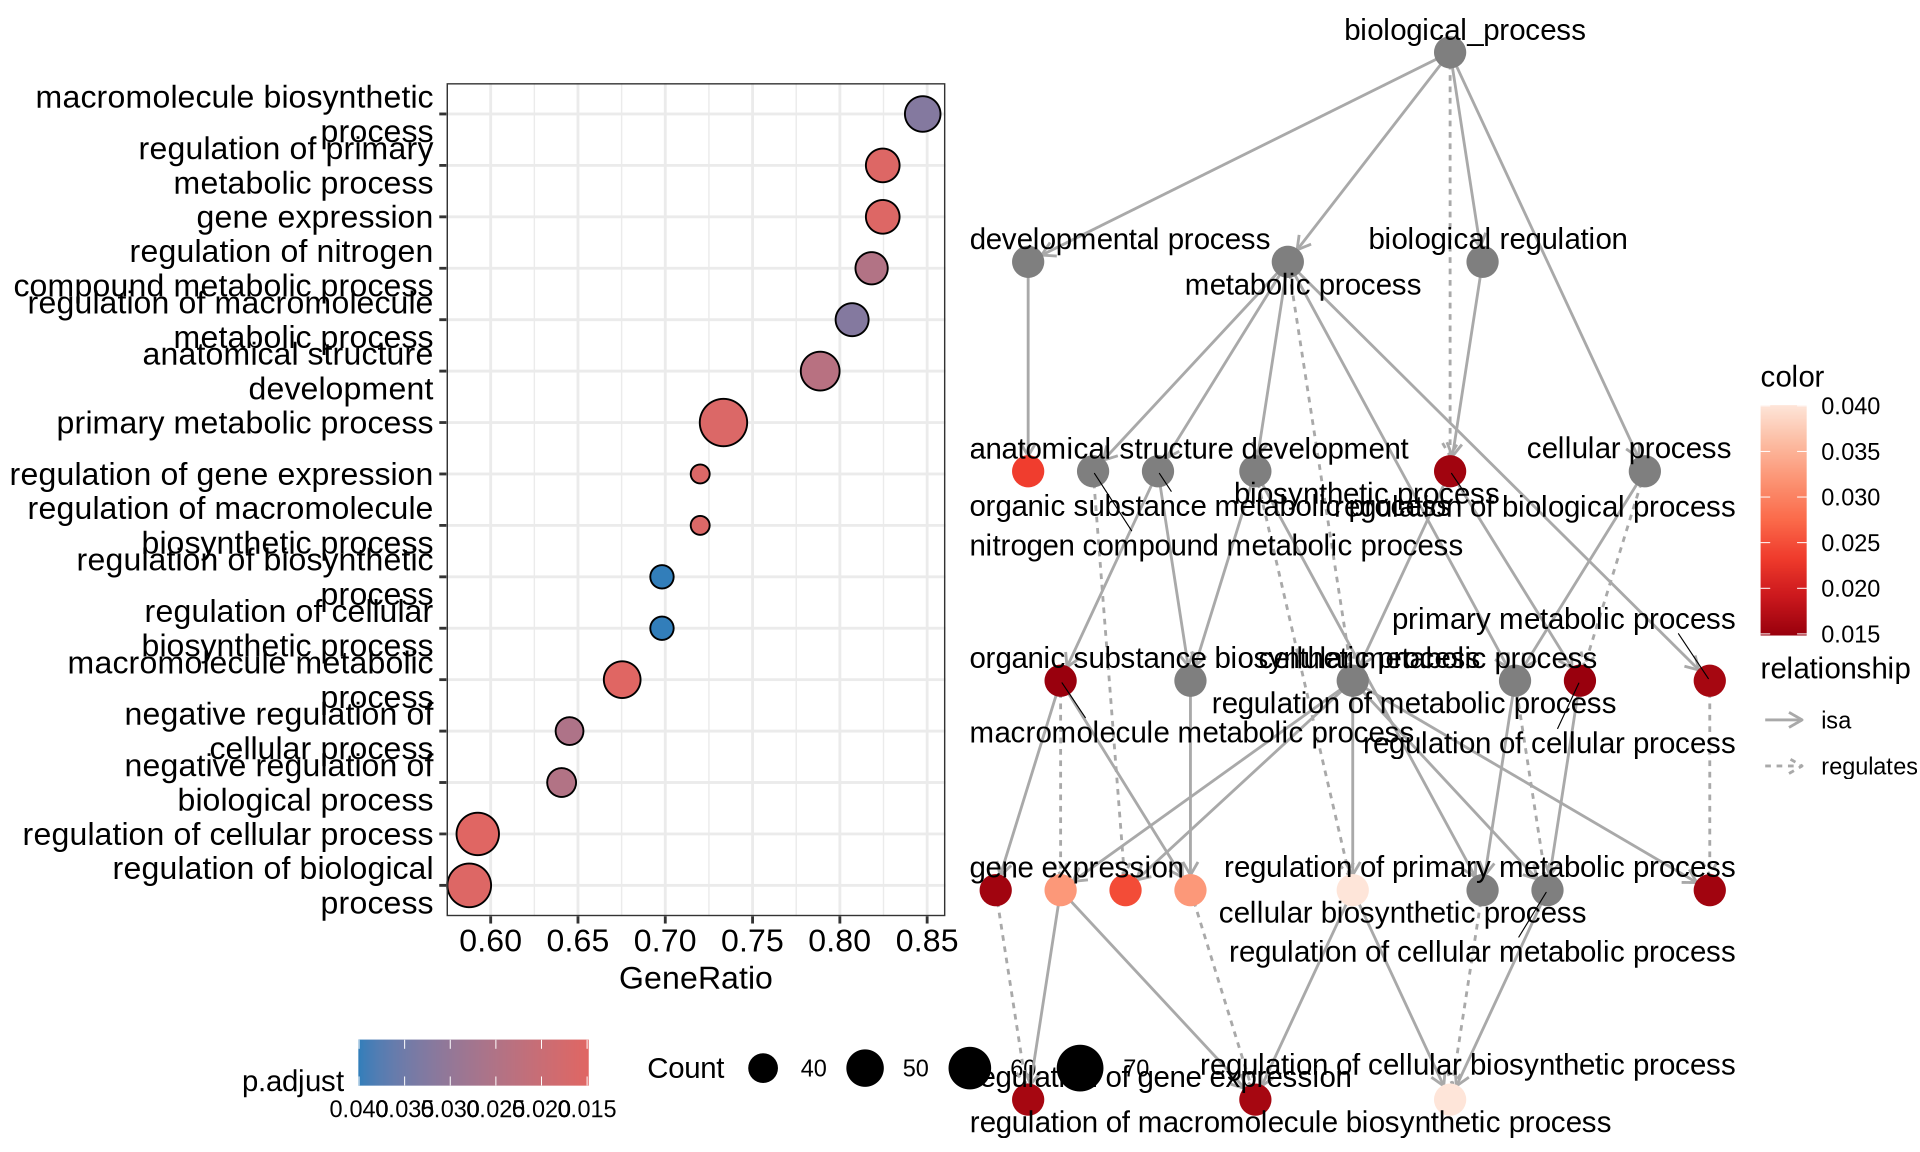 macromolecule biosynthetic
process
regulation of primary
metabolic process
gene expression
regulation of nitrogen
compound metabolic process
regulation of macromolecule
metabolic process
anatomical structure
development
primary metabolic process
regulation of gene expression
regulation of macromolecule
biosynthetic process
regulation of biosynthetic
process
regulation of cellular
biosynthetic process
macromolecule metabolic
process
negative regulation of
cellular process
negative regulation of
biological process
regulation of cellular process
regulation of biological
process
0.60 0.65 0.70 0.75 0.80 0.85
GeneRatio
p.adjust
0.040 0.035 0.030 0.025 0.020 0.015
Count
40 50 60 70
biological_process
developmental process
biological regulation
metabolic process
anatomical structure development
cellular process
biosynthetic process
organic substance metabolic process
regulation of biological process
nitrogen compound metabolic process
primary metabolic process
organic substance biosynthetic process
cellular metabolic process
regulation of metabolic process
macromolecule metabolic process
regulation of cellular process
gene expression
regulation of primary metabolic process
cellular biosynthetic process
regulation of cellular metabolic process
regulation of cellular biosynthetic process
regulation of gene expression
regulation of macromolecule biosynthetic process
color
0.040
0.035
0.030
0.025
0.020
0.015
relationship
isa
regulates